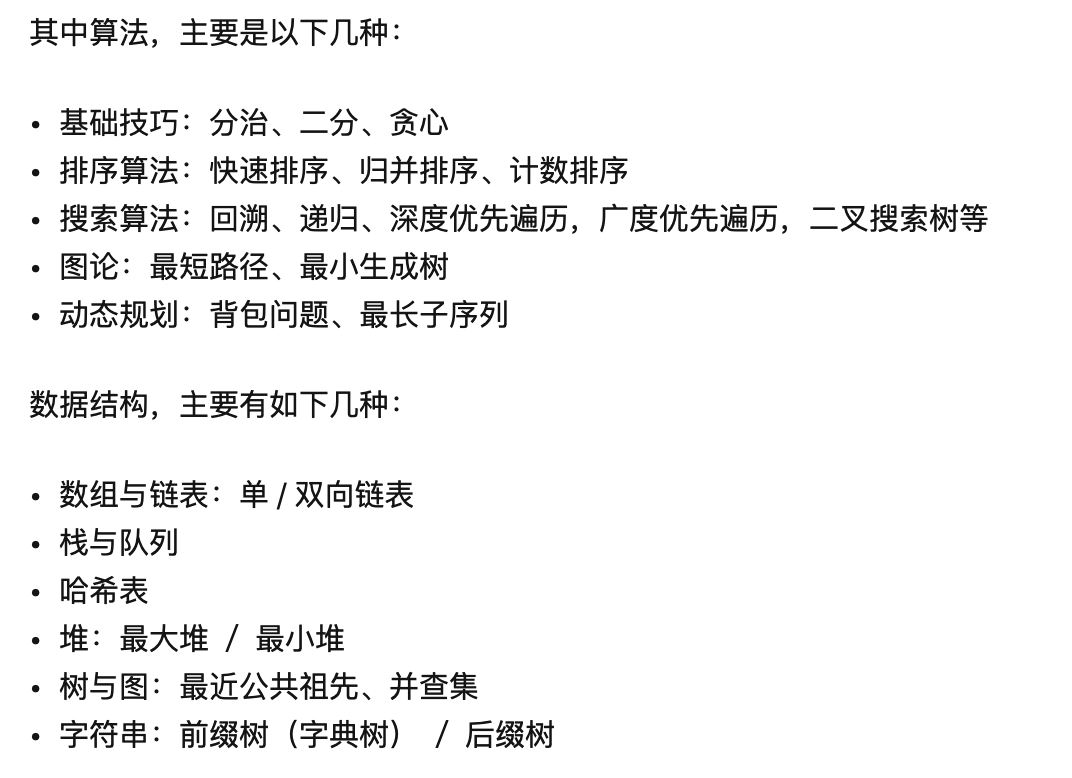 其中算法，主要是以下几种：
• 基础技巧：分治、二分、贪心
• 排序算法：快速排序、归并排序、计数排序
• 搜索算法：回溯、递归、深度优先遍历，广度优先遍历，二叉搜索树等
• 图论：最短路径、最小生成树
• 动态规划：背包问题、最长子序列
数据结构，主要有如下几种：
• 数组与链表：单 / 双向链表
• 栈与队列
• 哈希表
• 堆：最大堆 ／ 最小堆
• 树与图：最近公共祖先、并查集
• 字符串：前缀树（字典树） ／ 后缀树